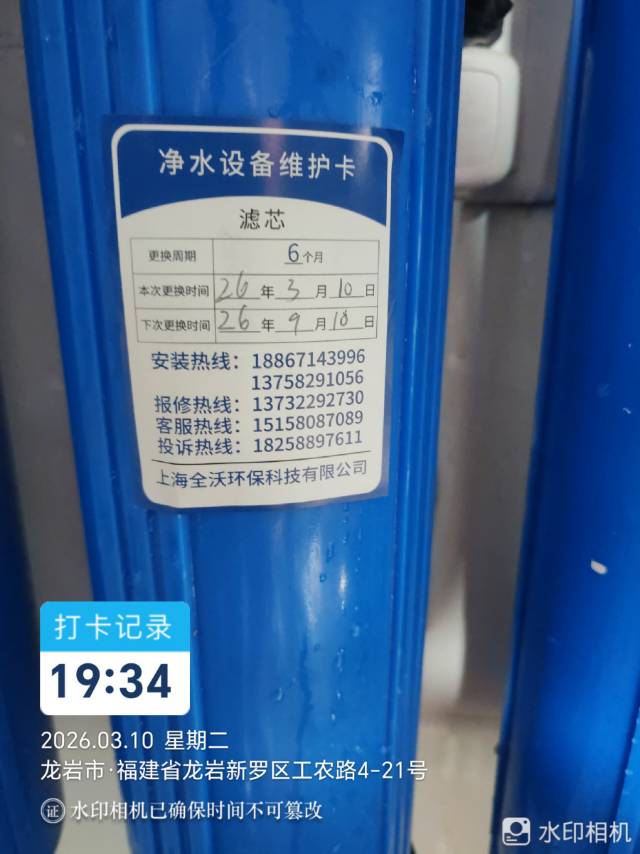 净水设备维护卡
滤芯
更换周期 6个月
本次更换时间 26年3月10日
下次更换时间 26年9月10日
安装热线：18867143996
13758291056
报修热线：13732292730
客服热线：15158087089
投诉热线：18258897611
上海全沃环保科技有限公司
打卡记录
19:34
2026.03.10 星期二
龙岩市·福建省龙岩新罗区工农路4-21号
证 水印相机已确保时间不可篡改
水印相机